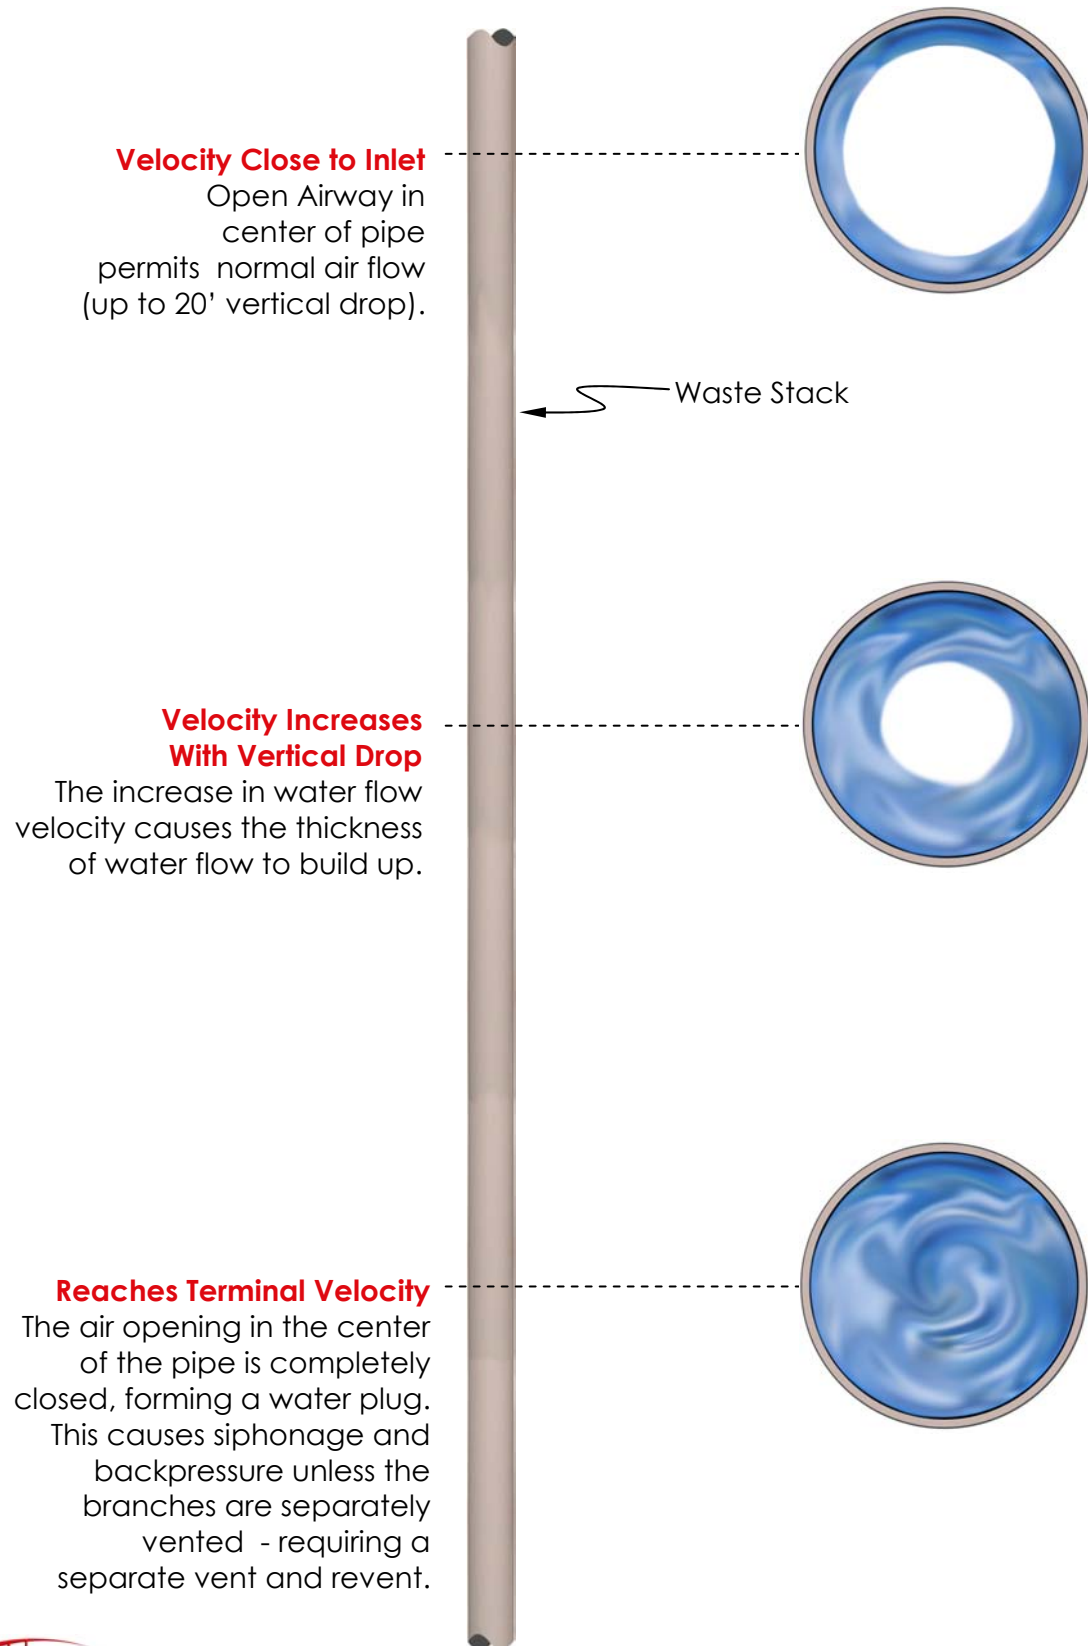 Velocity Close to Inlet
Open Airway in
center of pipe
permits  normal air flow
(up to 20’ vertical drop).
Waste Stack
Velocity Increases
With Vertical Drop
The increase in water flow
velocity causes the thickness
of water flow to build up.
Reaches Terminal Velocity
The air opening in the center
of the pipe is completely
closed, forming a water plug.
This causes siphonage and
backpressure unless the
branches are separately
vented  - requiring a
separate vent and revent.